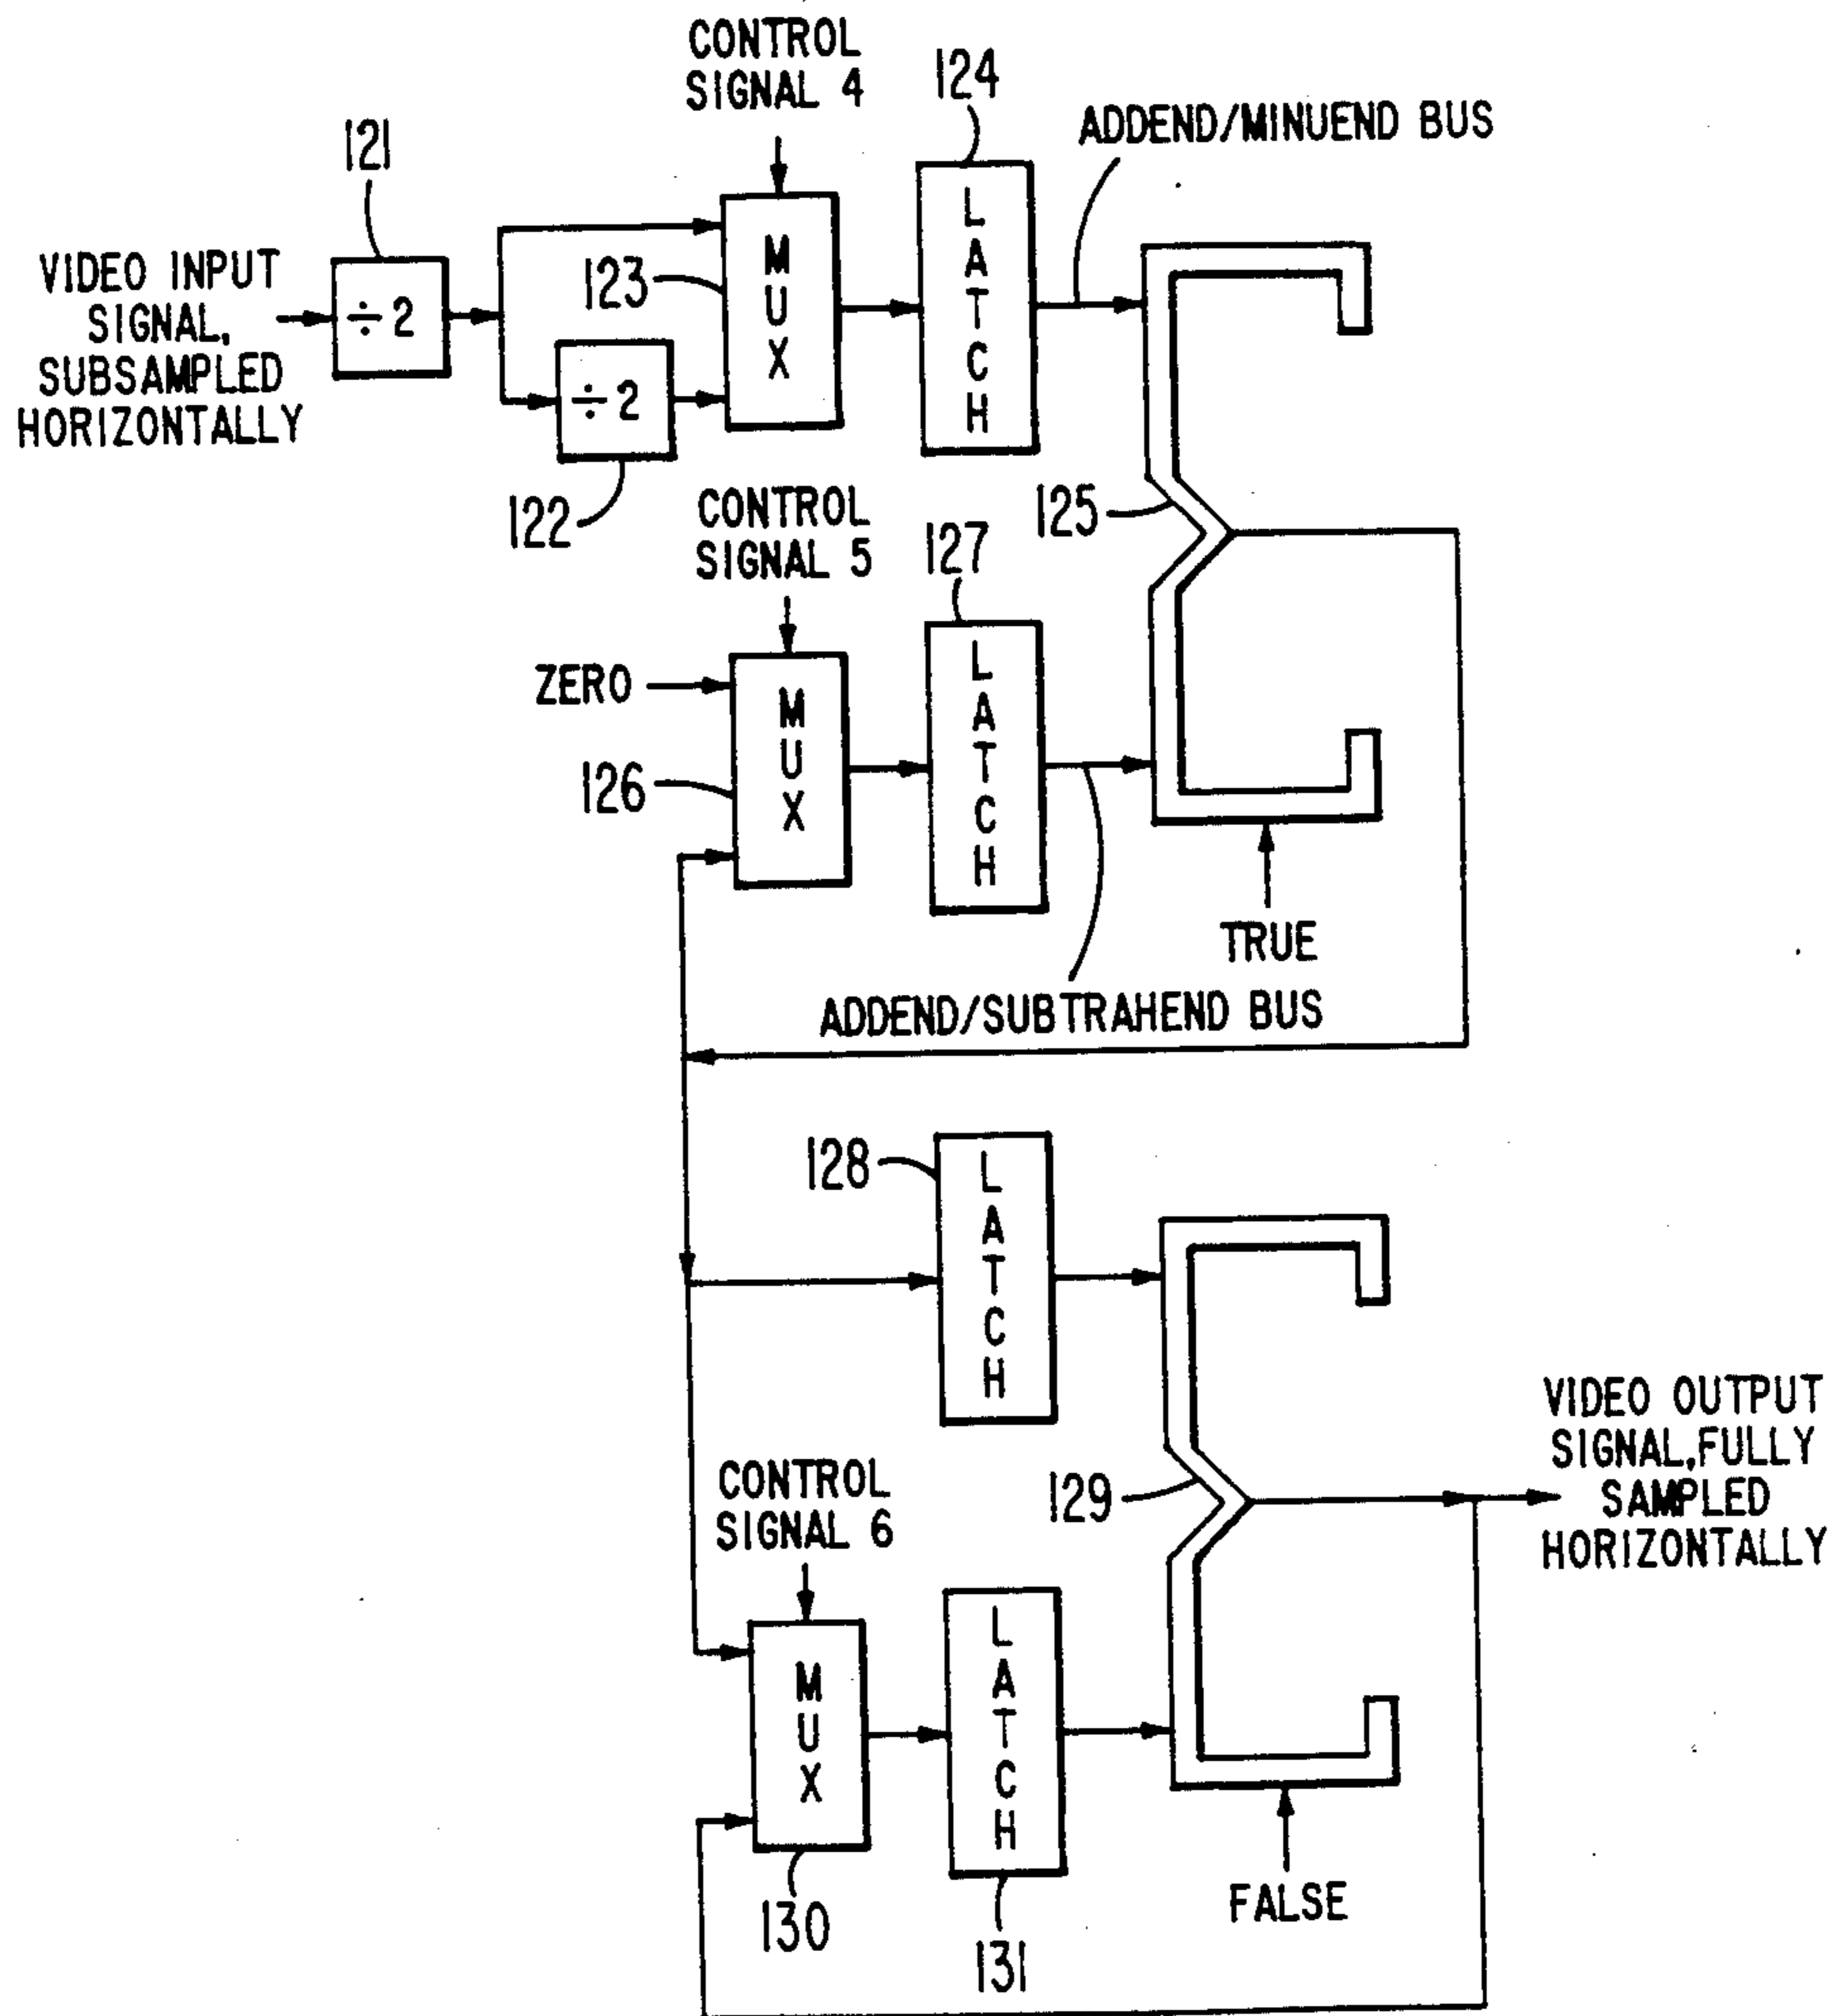 CONTROL
SIGNAL 4
124
ADDEND/MINUEND BUS
121
VIDEO INPUT
SIGNAL,
SUBSAMPLED
HORIZONTALLY
÷2
123
MUX
LATCH
÷2
122
CONTROL
SIGNAL 5
127
125
ZERO
MUX
LATCH
126
TRUE
ADDEND/SUBTRAHEND BUS
128
LATCH
CONTROL
SIGNAL 6
129
VIDEO OUTPUT
SIGNAL,FULLY
SAMPLED
HORIZONTALLY
MUX
LATCH
130
131
FALSE